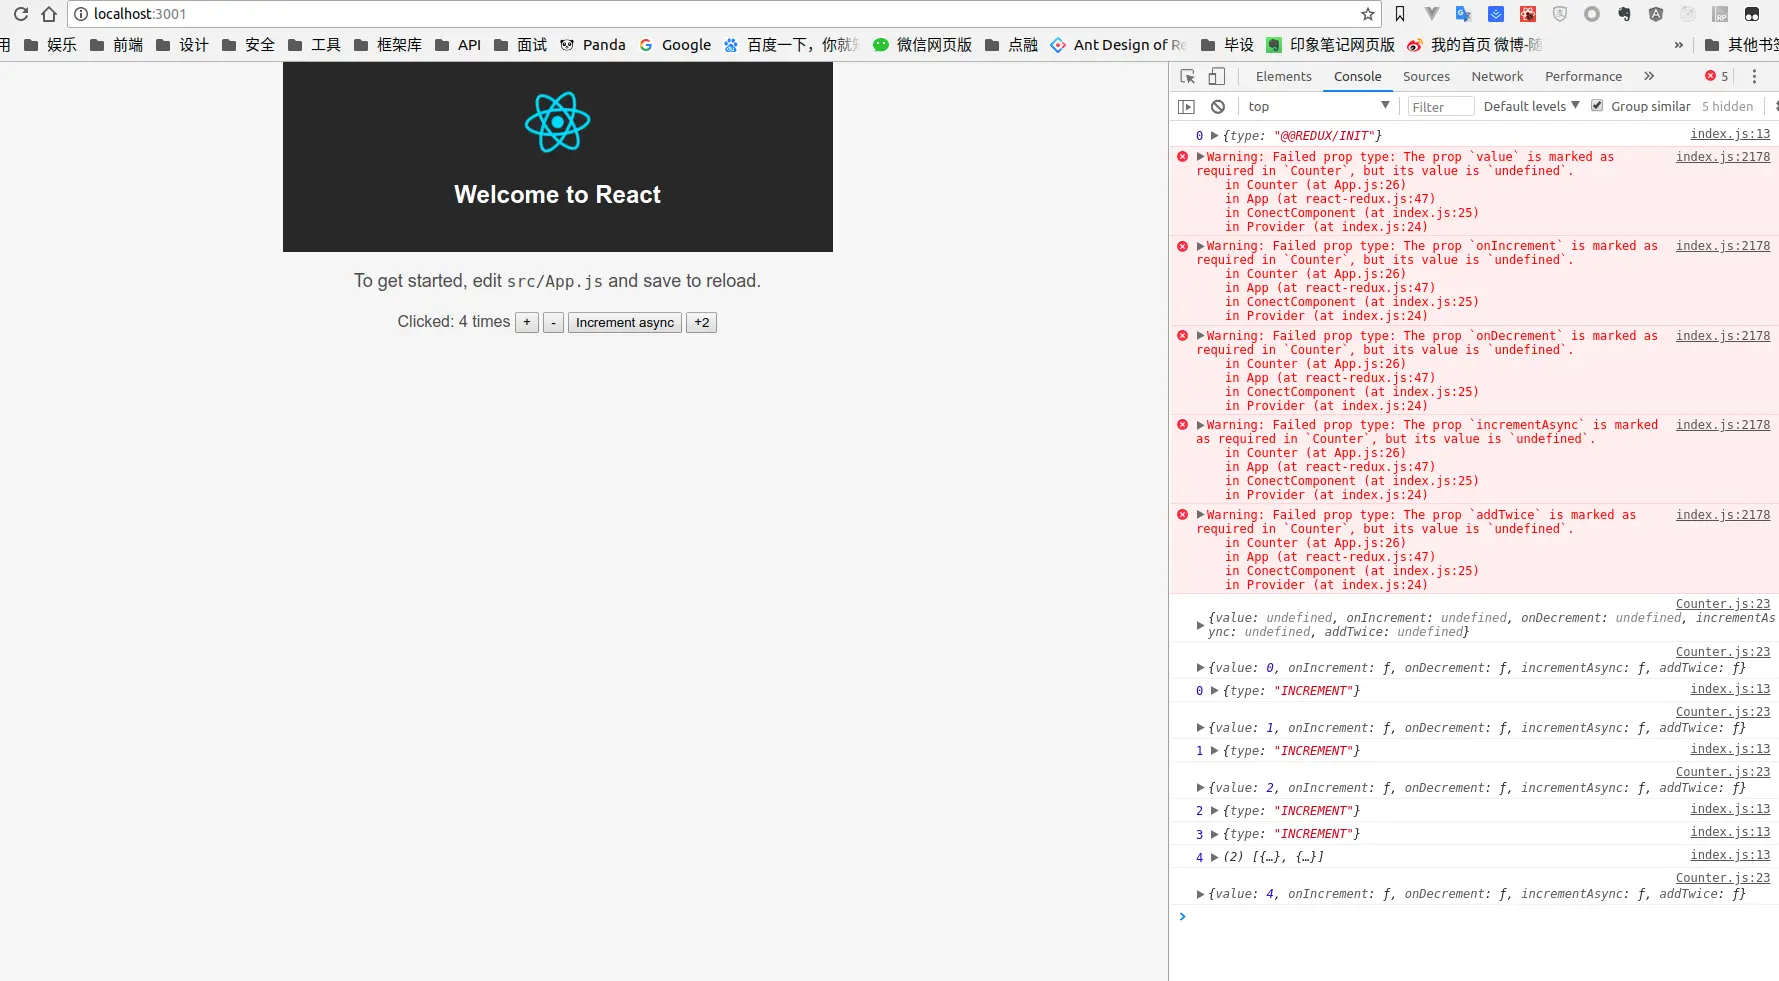 localhost:3001
用 娱乐 前端 设计 安全 工具 框架库 API 面试 Panda Google 百度一下，你就知 微信网页版 点融 Ant Design of Re 毕设 印象笔记网页版 我的首页 微博-随 » 其他书签
Elements Console Sources Network Performance » 5
top Filter Default levels Group similar 5 hidden
Welcome to React
To get started, edit src/App.js and save to reload.
Clicked: 4 times + - Increment async +2
0 {type: "@@REDUX/INIT"} index.js:13
Warning: Failed prop type: The prop `value` is marked as index.js:2178
required in `Counter`, but its value is `undefined`.
in Counter (at App.js:26)
in App (at react-redux.js:47)
in ConectComponent (at index.js:25)
in Provider (at index.js:24)
Warning: Failed prop type: The prop `onIncrement` is marked as index.js:2178
required in `Counter`, but its value is `undefined`.
in Counter (at App.js:26)
in App (at react-redux.js:47)
in ConectComponent (at index.js:25)
in Provider (at index.js:24)
Warning: Failed prop type: The prop `onDecrement` is marked as index.js:2178
required in `Counter`, but its value is `undefined`.
in Counter (at App.js:26)
in App (at react-redux.js:47)
in ConectComponent (at index.js:25)
in Provider (at index.js:24)
Warning: Failed prop type: The prop `incrementAsync` is marked index.js:2178
as required in `Counter`, but its value is `undefined`.
in Counter (at App.js:26)
in App (at react-redux.js:47)
in ConectComponent (at index.js:25)
in Provider (at index.js:24)
Warning: Failed prop type: The prop `addTwice` is marked as index.js:2178
required in `Counter`, but its value is `undefined`.
in Counter (at App.js:26)
in App (at react-redux.js:47)
in ConectComponent (at index.js:25)
in Provider (at index.js:24)
Counter.js:23
{value: undefined, onIncrement: undefined, onDecrement: undefined, incrementAs
ync: undefined, addTwice: undefined}
Counter.js:23
{value: 0, onIncrement: ƒ, onDecrement: ƒ, incrementAsync: ƒ, addTwice: ƒ}
0 {type: "INCREMENT"} index.js:13
Counter.js:23
{value: 1, onIncrement: ƒ, onDecrement: ƒ, incrementAsync: ƒ, addTwice: ƒ}
1 {type: "INCREMENT"} index.js:13
Counter.js:23
{value: 2, onIncrement: ƒ, onDecrement: ƒ, incrementAsync: ƒ, addTwice: ƒ}
2 {type: "INCREMENT"} index.js:13
3 {type: "INCREMENT"} index.js:13
4 (2) [{…}, {…}] index.js:13
Counter.js:23
{value: 4, onIncrement: ƒ, onDecrement: ƒ, incrementAsync: ƒ, addTwice: ƒ}